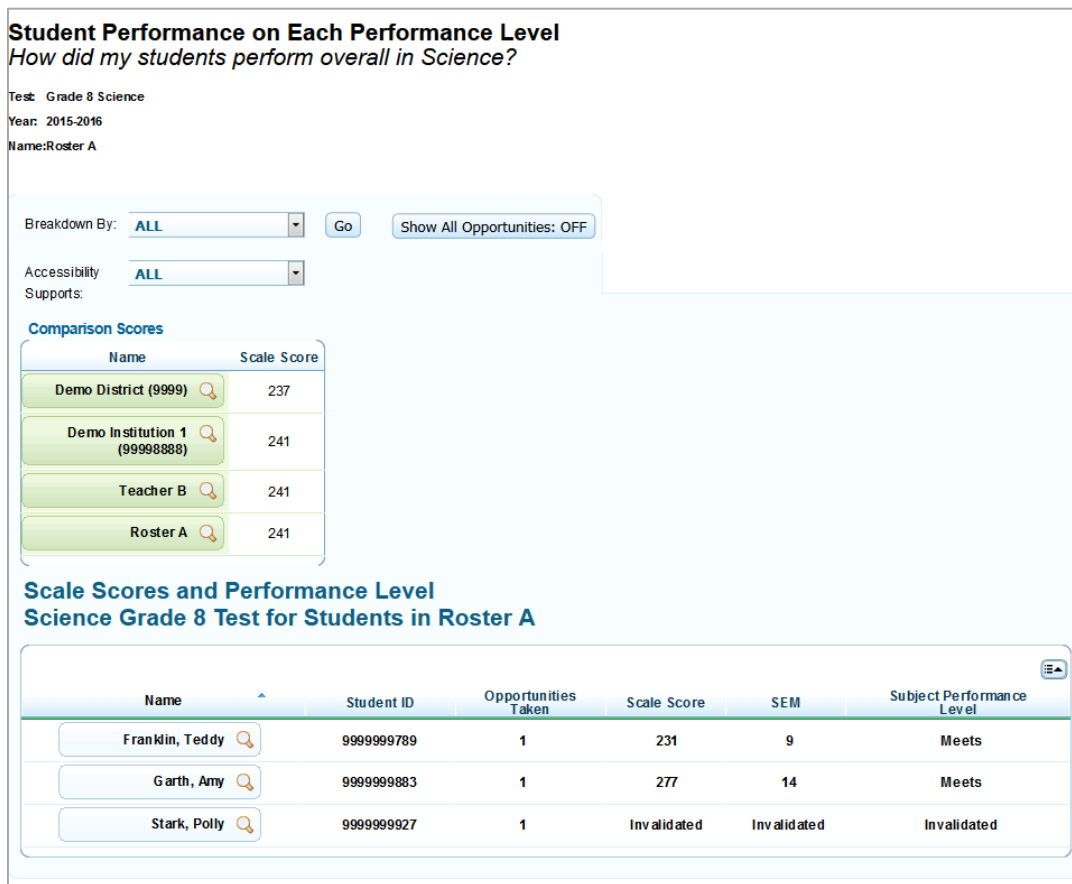 Student Performance on Each Performance Level
How did my students perform overall in Science?
Test: Grade 8 Science
Year: 2015-2016
Name:Roster A
Breakdown By: ALL Go Show All Opportunities: OFF
Accessibility Supports: ALL
Comparison Scores
Name Scale Score
Demo District (9999) 237
Demo Institution 1 (99998888) 241
Teacher B 241
Roster A 241
Scale Scores and Performance Level
Science Grade 8 Test for Students in Roster A
Name Student ID Opportunities Taken Scale Score SEM Subject Performance Level
Franklin, Teddy 9999999789 1 231 9 Meets
Garth, Amy 9999999883 1 277 14 Meets
Stark, Polly 9999999927 1 Invalidated Invalidated Invalidated